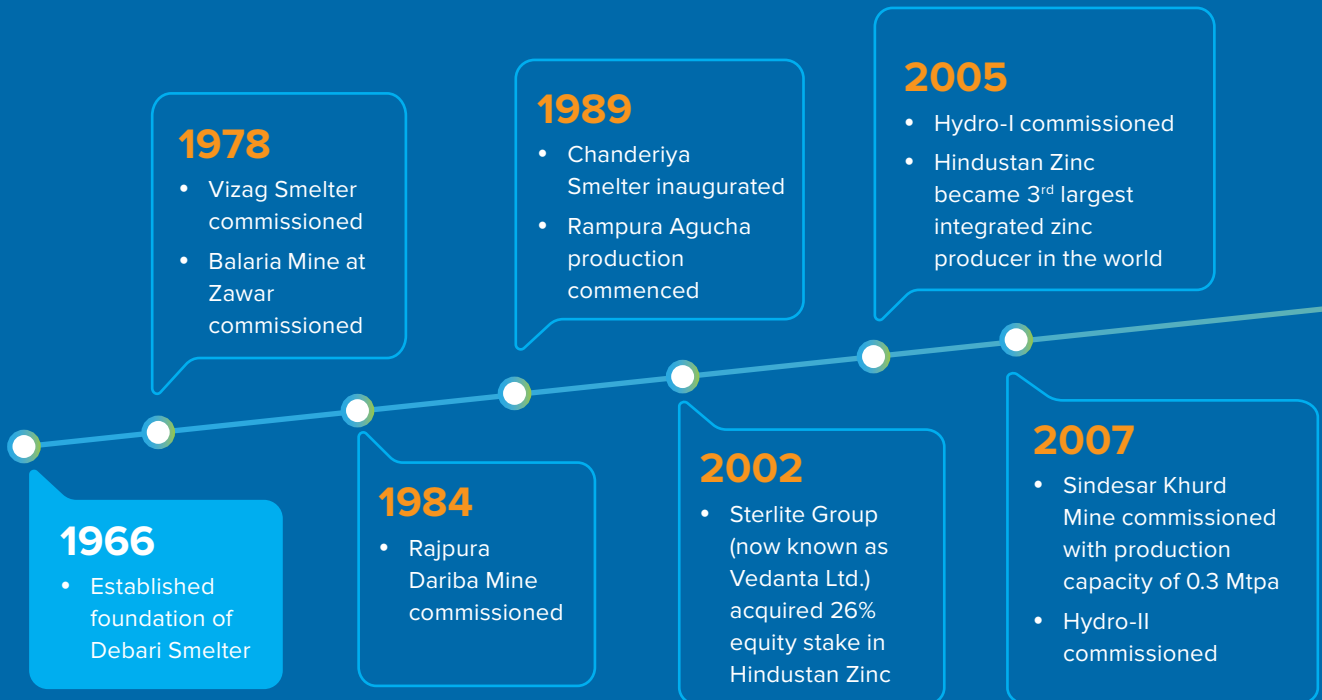 1966
• Established
foundation of
Debari Smelter
1978
• Vizag Smelter
commissioned
• Balaria Mine at
Zawar
commissioned
1984
• Rajpura
Dariba Mine
commissioned
1989
• Chanderiya
Smelter inaugurated
• Rampura Agucha
production
commenced
2002
• Sterlite Group
(now known as
Vedanta Ltd.)
acquired 26%
equity stake in
Hindustan Zinc
2005
• Hydro-I commissioned
• Hindustan Zinc
became 3rd largest
integrated zinc
producer in the world
2007
• Sindesar Khurd
Mine commissioned
with production
capacity of 0.3 Mtpa
• Hydro-II
commissioned